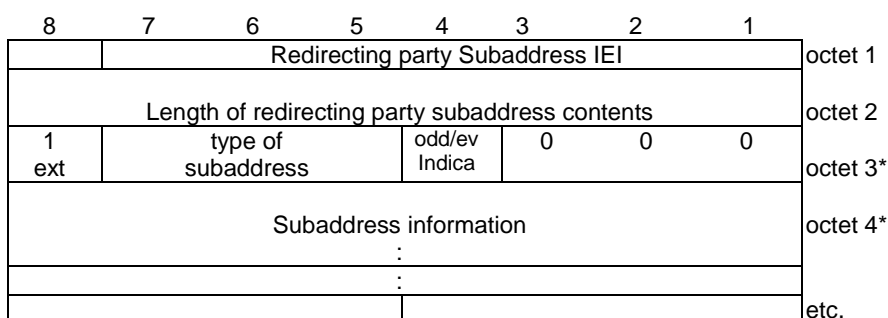 8 7 6 5 4 3 2 1
Redirecting party Subaddress IEI octet 1
Length of redirecting party subaddress contents octet 2
1 type of odd/ev 0 0 0
ext subaddress Indica octet 3*
Subaddress information octet 4*
:
:
etc.